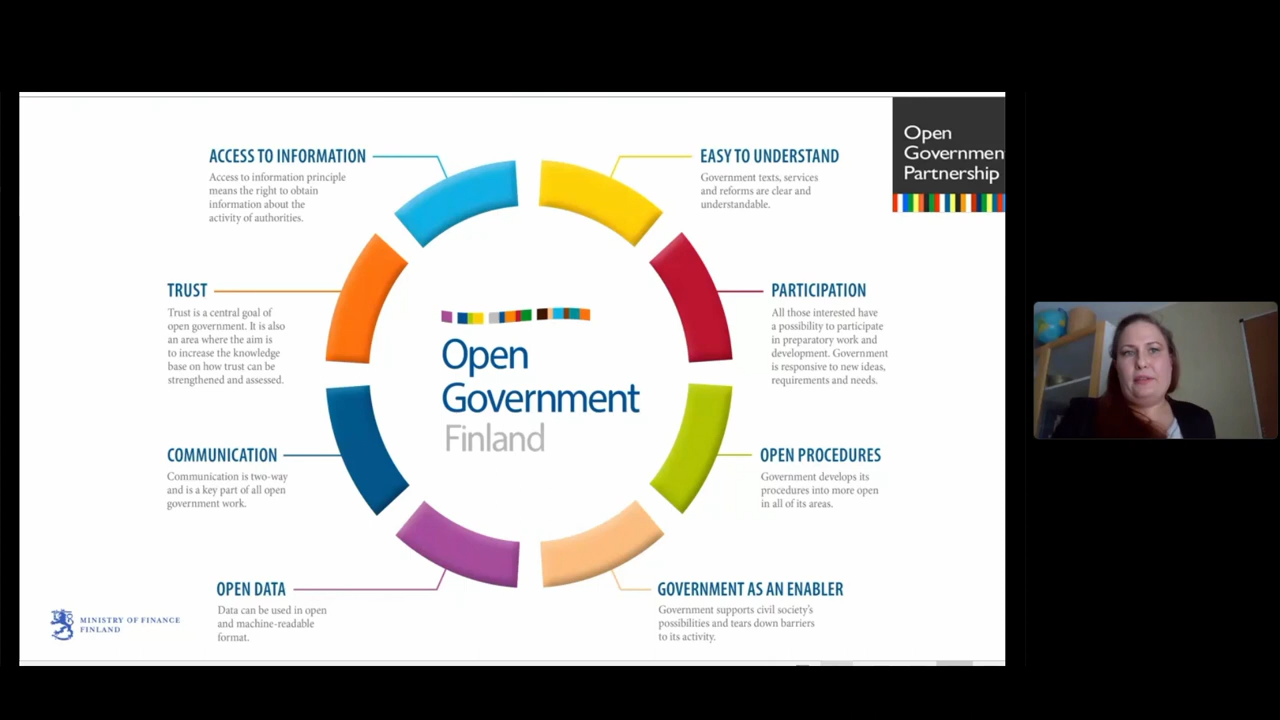 Open
Governmen
Partnership
ACCESS TO INFORMATION
Access to information principle
means the right to obtain
information about the
activity of authorities.
EASY TO UNDERSTAND
Government texts, services
and reforms are clear and
understandable.
TRUST
Trust is a central goal of
open government. It is also
an area where the aim is
to increase the knowledge
base on how trust can be
strengthened and assessed.
PARTICIPATION
All those interested have
a possibility to participate
in preparatory work and
development. Government
is responsive to new ideas,
requirements and needs.
Open
Government
Finland
COMMUNICATION
Communication is two-way
and is a key part of all open
government work.
OPEN PROCEDURES
Government develops its
procedures into more open
in all of its areas.
OPEN DATA
Data can be used in open
and machine-readable
format.
GOVERNMENT AS AN ENABLER
Government supports civil society's
possibilities and tears down barriers
to its activity.
MINISTRY OF FINANCE
FINLAND